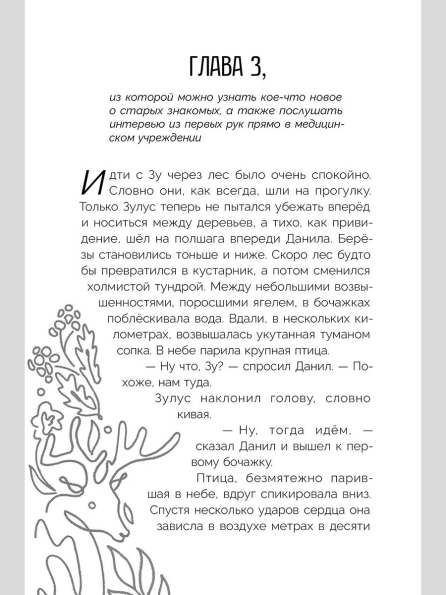 ГЛАВА 3,
из которой можно узнать кое-что новое
о старых знакомых, а также послушать
интервью из первых рук прямо в медицин-
ском учреждении
Идти с Зу через лес было очень спокойно.
Словно они, как всегда, шли на прогулку.
Только Зулус теперь не пытался убежать вперёд
и носиться между деревьев, а тихо, как приви-
дение, шёл на полшага впереди Данила. Берё-
зы становились тоньше и ниже. Скоро лес будто
бы превратился в кустарник, а потом сменился
холмистой тундрой. Между небольшими возвы-
шенностями, поросшими ягелем, в бочажках
поблёскивала вода. Вдали, в нескольких ки-
лометрах, возвышалась укутанная туманом
сопка. В небе парила крупная птица.
— Ну что, Зу? — спросил Данил. — По-
хоже, нам туда.
Зулус наклонил голову, словно
кивая.
— Ну, тогда идём, —
сказал Данил и вышел к пер-
вому бочажку.
Птица, безмятежно парив-
шая в небе, вдруг спикировала вниз.
Спустя несколько ударов сердца она
зависла в воздухе метрах в десяти